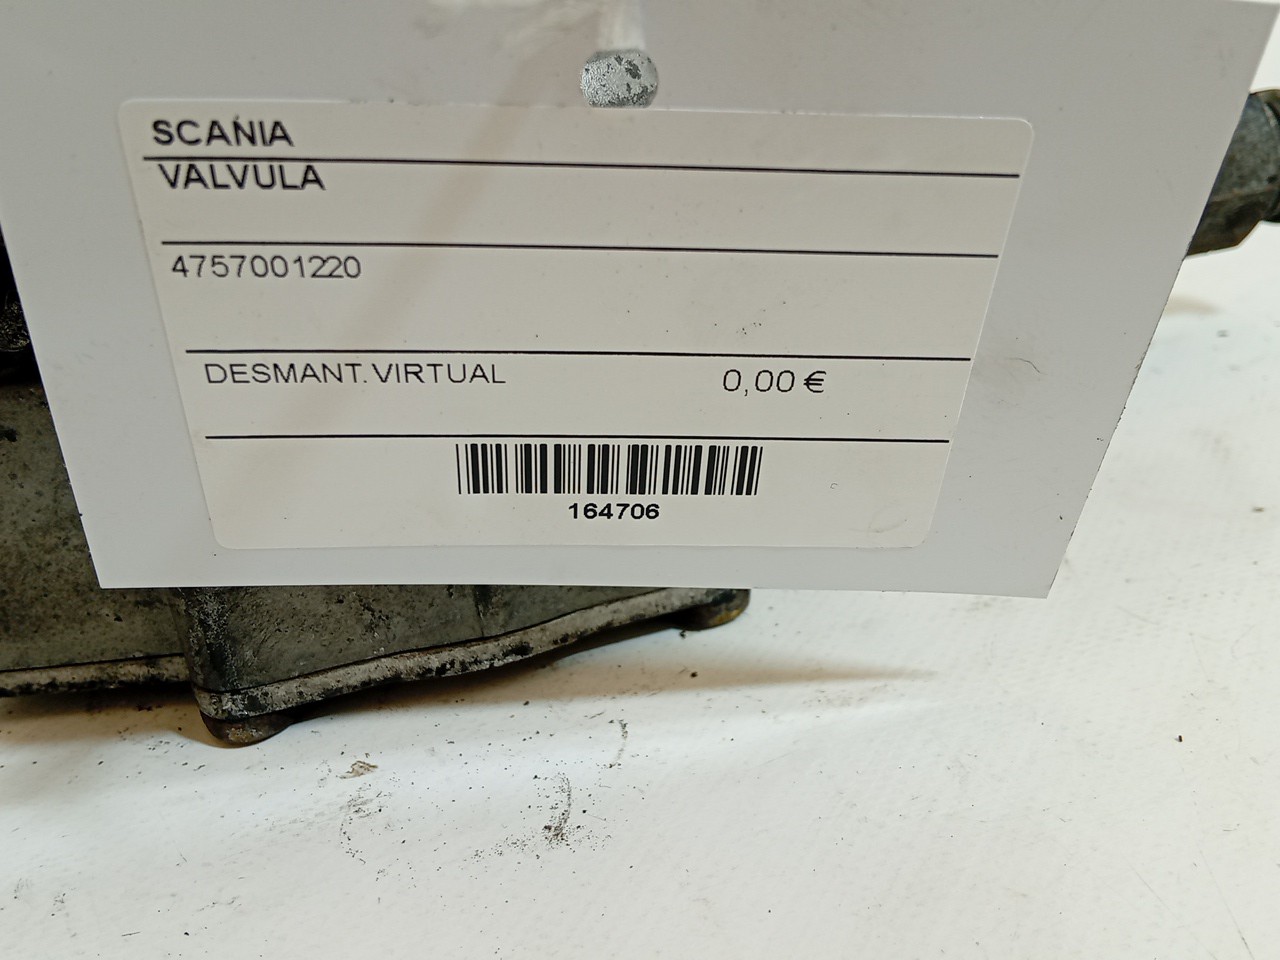 SCANIA
VALVULA
4757001220
DESMANT. VIRTUAL 0,00 €
164706